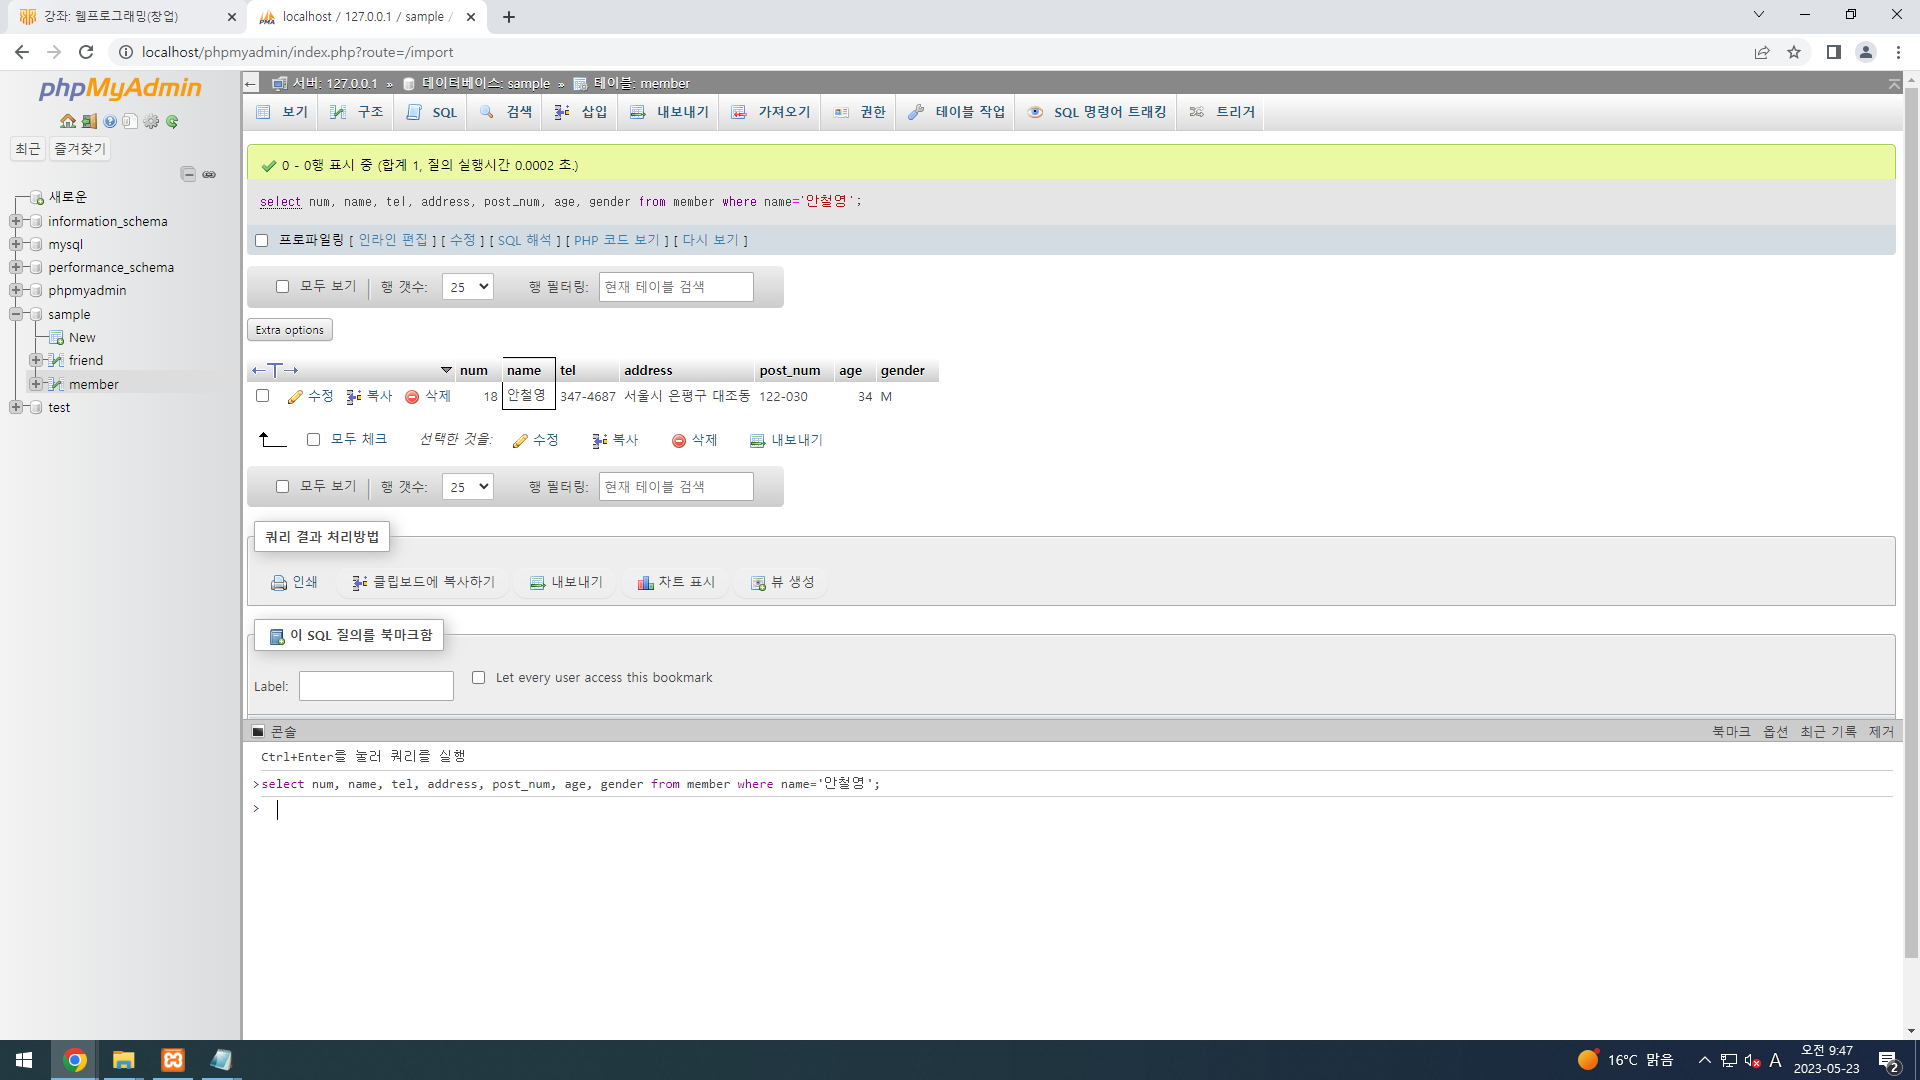 강좌: 웹프로그래밍(창업)
localhost / 127.0.0.1 / sample /
localhost/phpmyadmin/index.php?route=/import
phpMyAdmin
최근 즐겨찾기
새로운
information_schema
mysql
performance_schema
phpmyadmin
sample
New
friend
member
test
서버: 127.0.0.1 » 데이터베이스: sample » 테이블: member
보기 구조 SQL 검색 삽입 내보내기 가져오기 권한 테이블 작업 SQL 명령어 트래킹 트리거
0 - 0행 표시 중 (합계 1, 질의 실행시간 0.0002 초.)
select num, name, tel, address, post_num, age, gender from member where name='안철영';
프로파일링 [ 인라인 편집 ] [ 수정 ] [ SQL 해석 ] [ PHP 코드 보기 ] [ 다시 보기 ]
모두 보기 행 갯수: 25 행 필터링: 현재 테이블 검색
Extra options
←T→ num name tel address post_num age gender
수정 복사 삭제 18 안철영 347-4687 서울시 은평구 대조동 122-030 34 M
모두 체크 선택한 것을: 수정 복사 삭제 내보내기
모두 보기 행 갯수: 25 행 필터링: 현재 테이블 검색
쿼리 결과 처리방법
인쇄 클립보드에 복사하기 내보내기 차트 표시 뷰 생성
이 SQL 질의를 북마크함
Label: Let every user access this bookmark
콘솔 북마크 옵션 최근 기록 제거
Ctrl+Enter를 눌러 쿼리를 실행
>select num, name, tel, address, post_num, age, gender from member where name='안철영';
>
16°C 맑음 A 오전 9:47
2023-05-23 2